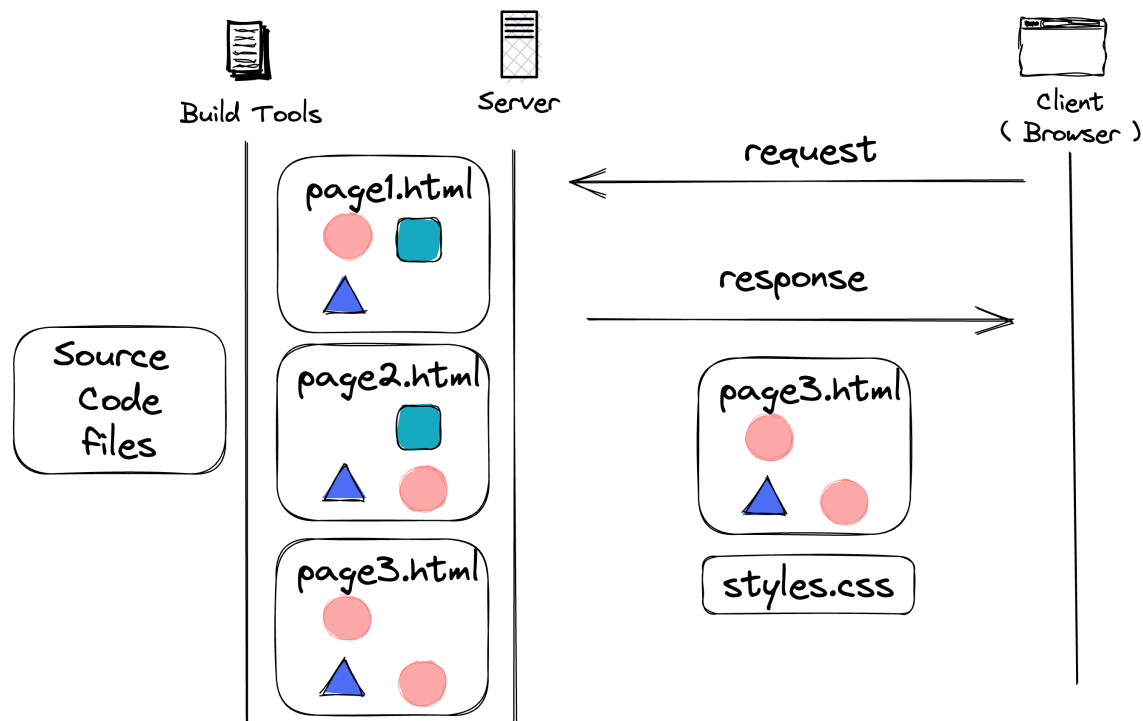 Build Tools
Server
Client
( Browser )
request
page1.html
response
Source
Code
files
page2.html
page3.html
styles.css
page3.html